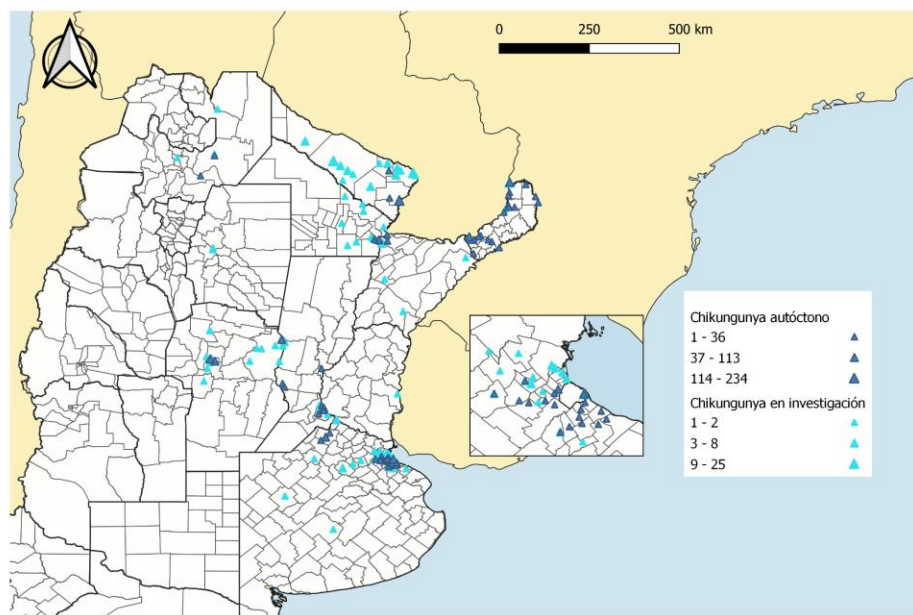 0 250 500 km
Chikungunya autóctono
1 - 36
37 - 113
114 - 234
Chikungunya en investigación
1 - 2
3 - 8
9 - 25